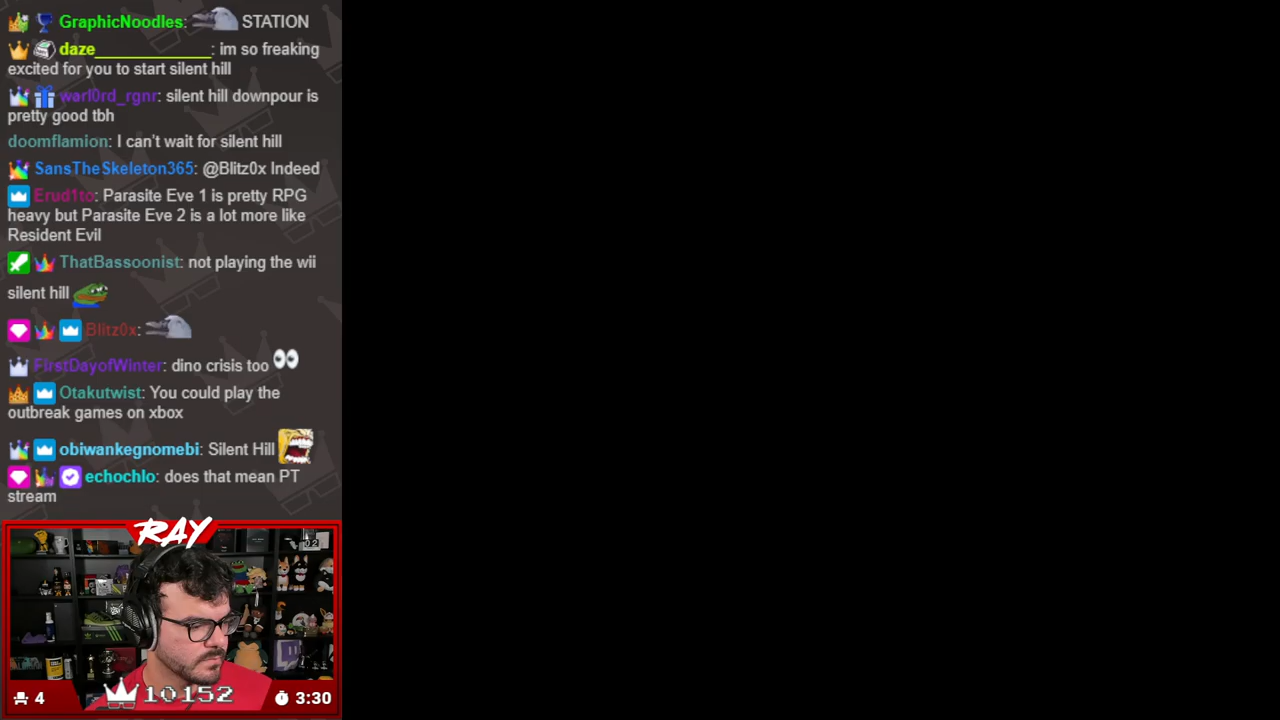 GraphicNoodles: STATION
daze_____________: im so freaking
excited for you to start silent hill
warl0rd_rgnr: silent hill downpour is
pretty good tbh
doomflamion: I can't wait for silent hill
SansTheSkeleton365: @Blitz0x Indeed
Erud1to: Parasite Eve 1 is pretty RPG
heavy but Parasite Eve 2 is a lot more like
Resident Evil
ThatBassoonist: not playing the wii
silent hill
Blitz0x:
FirstDayofWinter: dino crisis too
Otakutwist: You could play the
outbreak games on xbox
obiwankegnomebi: Silent Hill
echochlo: does that mean PT
stream
RAY
4
10152
3:30